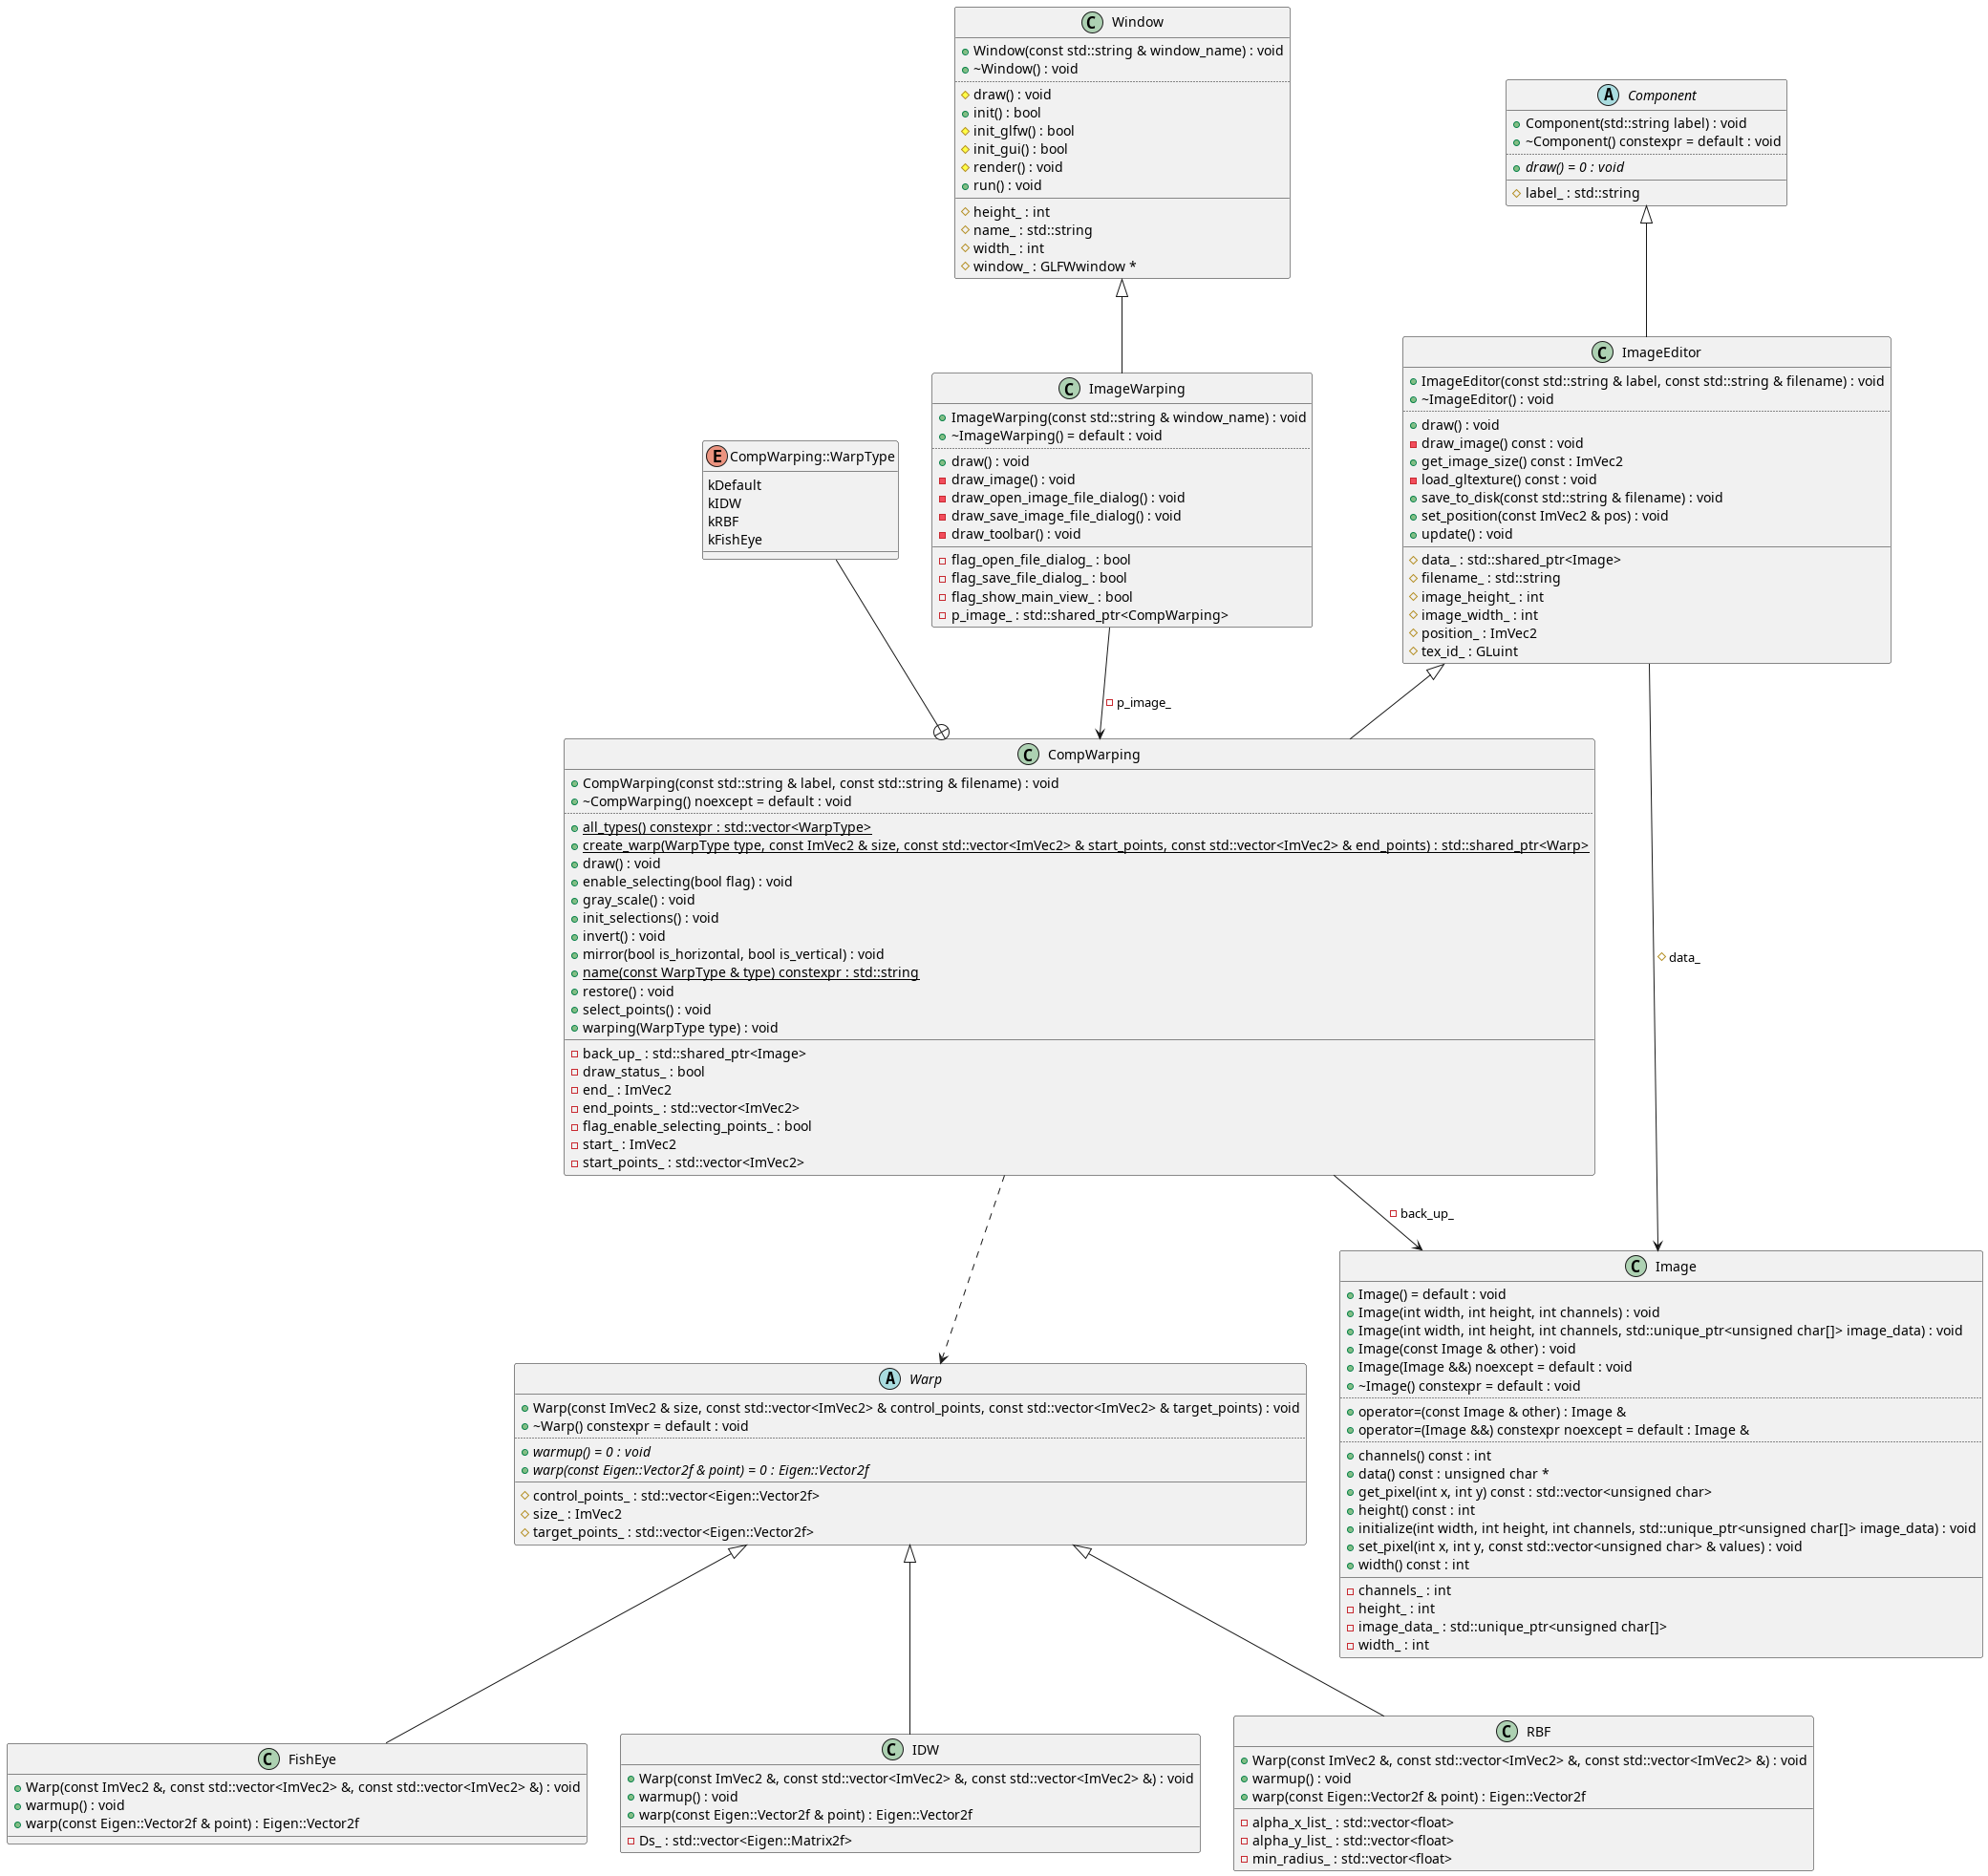 C Window
Window(const std::string & window_name) : void
~Window() : void
draw() : void
init() : bool
init_glfw() : bool
init_gui() : bool
render() : void
run() : void
height_ : int
name_ : std::string
width_ : int
window_ : GLFWwindow *
A Component
Component(std::string label) : void
~Component() constexpr = default : void
draw() = 0 : void
label_ : std::string
C ImageEditor
ImageEditor(const std::string & label, const std::string & filename) : void
~ImageEditor() : void
draw() : void
draw_image() const : void
get_image_size() const : ImVec2
load_gltexture() const : void
save_to_disk(const std::string & filename) : void
set_position(const ImVec2 & pos) : void
update() : void
data_ : std::shared_ptr<Image>
filename_ : std::string
image_height_ : int
image_width_ : int
position_ : ImVec2
tex_id_ : GLuint
C ImageWarping
ImageWarping(const std::string & window_name) : void
~ImageWarping() = default : void
draw() : void
draw_image() : void
draw_open_image_file_dialog() : void
draw_save_image_file_dialog() : void
draw_toolbar() : void
flag_open_file_dialog_ : bool
flag_save_file_dialog_ : bool
flag_show_main_view_ : bool
p_image_ : std::shared_ptr<CompWarping>
E CompWarping::WarpType
kDefault
kIDW
kRBF
kFishEye
p_image_
C CompWarping
CompWarping(const std::string & label, const std::string & filename) : void
~CompWarping() noexcept = default : void
all_types() constexpr : std::vector<WarpType>
create_warp(WarpType type, const ImVec2 & size, const std::vector<ImVec2> & start_points, const std::vector<ImVec2> & end_points) : std::shared_ptr<Warp>
draw() : void
enable_selecting(bool flag) : void
gray_scale() : void
init_selections() : void
invert() : void
mirror(bool is_horizontal, bool is_vertical) : void
name(const WarpType & type) constexpr : std::string
restore() : void
select_points() : void
warping(WarpType type) : void
back_up_ : std::shared_ptr<Image>
draw_status_ : bool
end_ : ImVec2
end_points_ : std::vector<ImVec2>
flag_enable_selecting_points_ : bool
start_ : ImVec2
start_points_ : std::vector<ImVec2>
data_
back_up_
C Image
Image() = default : void
Image(int width, int height, int channels) : void
Image(int width, int height, int channels, std::unique_ptr<unsigned char[]> image_data) : void
Image(const Image & other) : void
Image(Image &&) noexcept = default : void
~Image() constexpr = default : void
operator=(const Image & other) : Image &
operator=(Image &&) constexpr noexcept = default : Image &
channels() const : int
data() const : unsigned char *
get_pixel(int x, int y) const : std::vector<unsigned char>
height() const : int
initialize(int width, int height, int channels, std::unique_ptr<unsigned char[]> image_data) : void
set_pixel(int x, int y, const std::vector<unsigned char> & values) : void
width() const : int
channels_ : int
height_ : int
image_data_ : std::unique_ptr<unsigned char[]>
width_ : int
A Warp
Warp(const ImVec2 & size, const std::vector<ImVec2> & control_points, const std::vector<ImVec2> & target_points) : void
~Warp() constexpr = default : void
warmup() = 0 : void
warp(const Eigen::Vector2f & point) = 0 : Eigen::Vector2f
control_points_ : std::vector<Eigen::Vector2f>
size_ : ImVec2
target_points_ : std::vector<Eigen::Vector2f>
C FishEye
Warp(const ImVec2 &, const std::vector<ImVec2> &, const std::vector<ImVec2> &) : void
warmup() : void
warp(const Eigen::Vector2f & point) : Eigen::Vector2f
C IDW
Warp(const ImVec2 &, const std::vector<ImVec2> &, const std::vector<ImVec2> &) : void
warmup() : void
warp(const Eigen::Vector2f & point) : Eigen::Vector2f
Ds_ : std::vector<Eigen::Matrix2f>
C RBF
Warp(const ImVec2 &, const std::vector<ImVec2> &, const std::vector<ImVec2> &) : void
warmup() : void
warp(const Eigen::Vector2f & point) : Eigen::Vector2f
alpha_x_list_ : std::vector<float>
alpha_y_list_ : std::vector<float>
min_radius_ : std::vector<float>